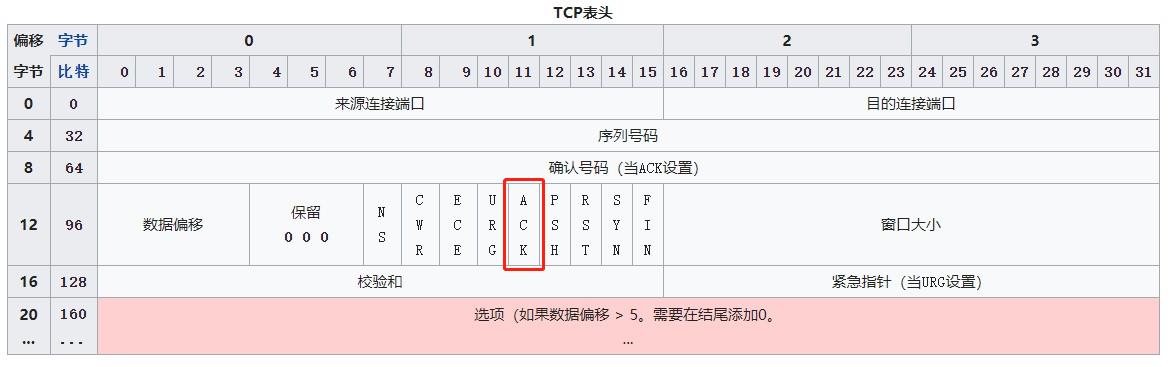 TCP表头
偏移 字节 0 1 2 3
字节 比特 0 1 2 3 4 5 6 7 8 9 10 11 12 13 14 15 16 17 18 19 20 21 22 23 24 25 26 27 28 29 30 31
0 0 来源连接端口 目的连接端口
4 32 序列号码
8 64 确认号码（当ACK设置）
12 96 数据偏移 保留 0 0 0 NS CWR ECE URG ACK PSH RST SYN FIN 窗口大小
16 128 校验和 紧急指针（当URG设置）
20 160 选项（如果数据偏移 > 5。需要在结尾添加0。
... ... ...